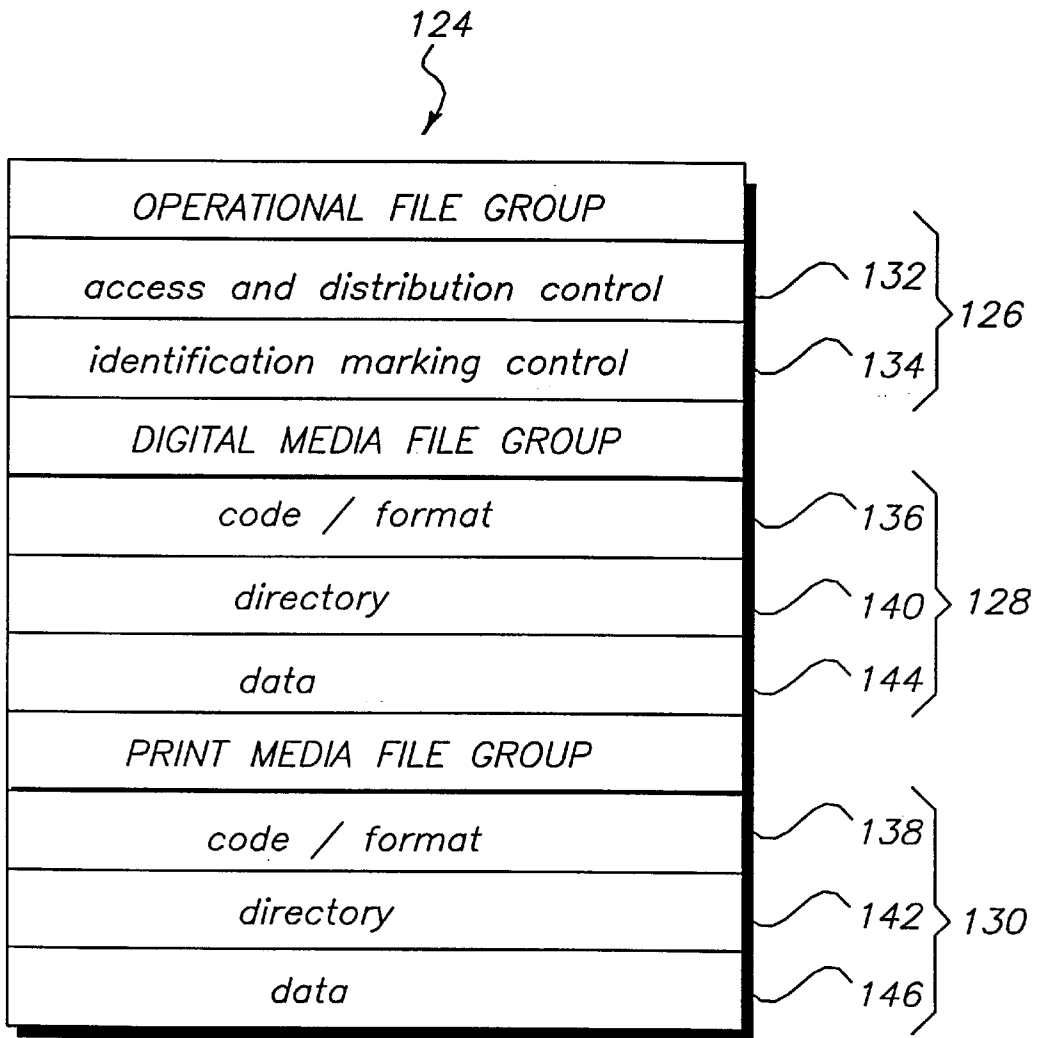 124
OPERATIONAL FILE GROUP
access and distribution control 132
126
identification marking control 134
DIGITAL MEDIA FILE GROUP
code / format 136
directory 140 128
data 144
PRINT MEDIA FILE GROUP
code / format 138
directory 142 130
data 146